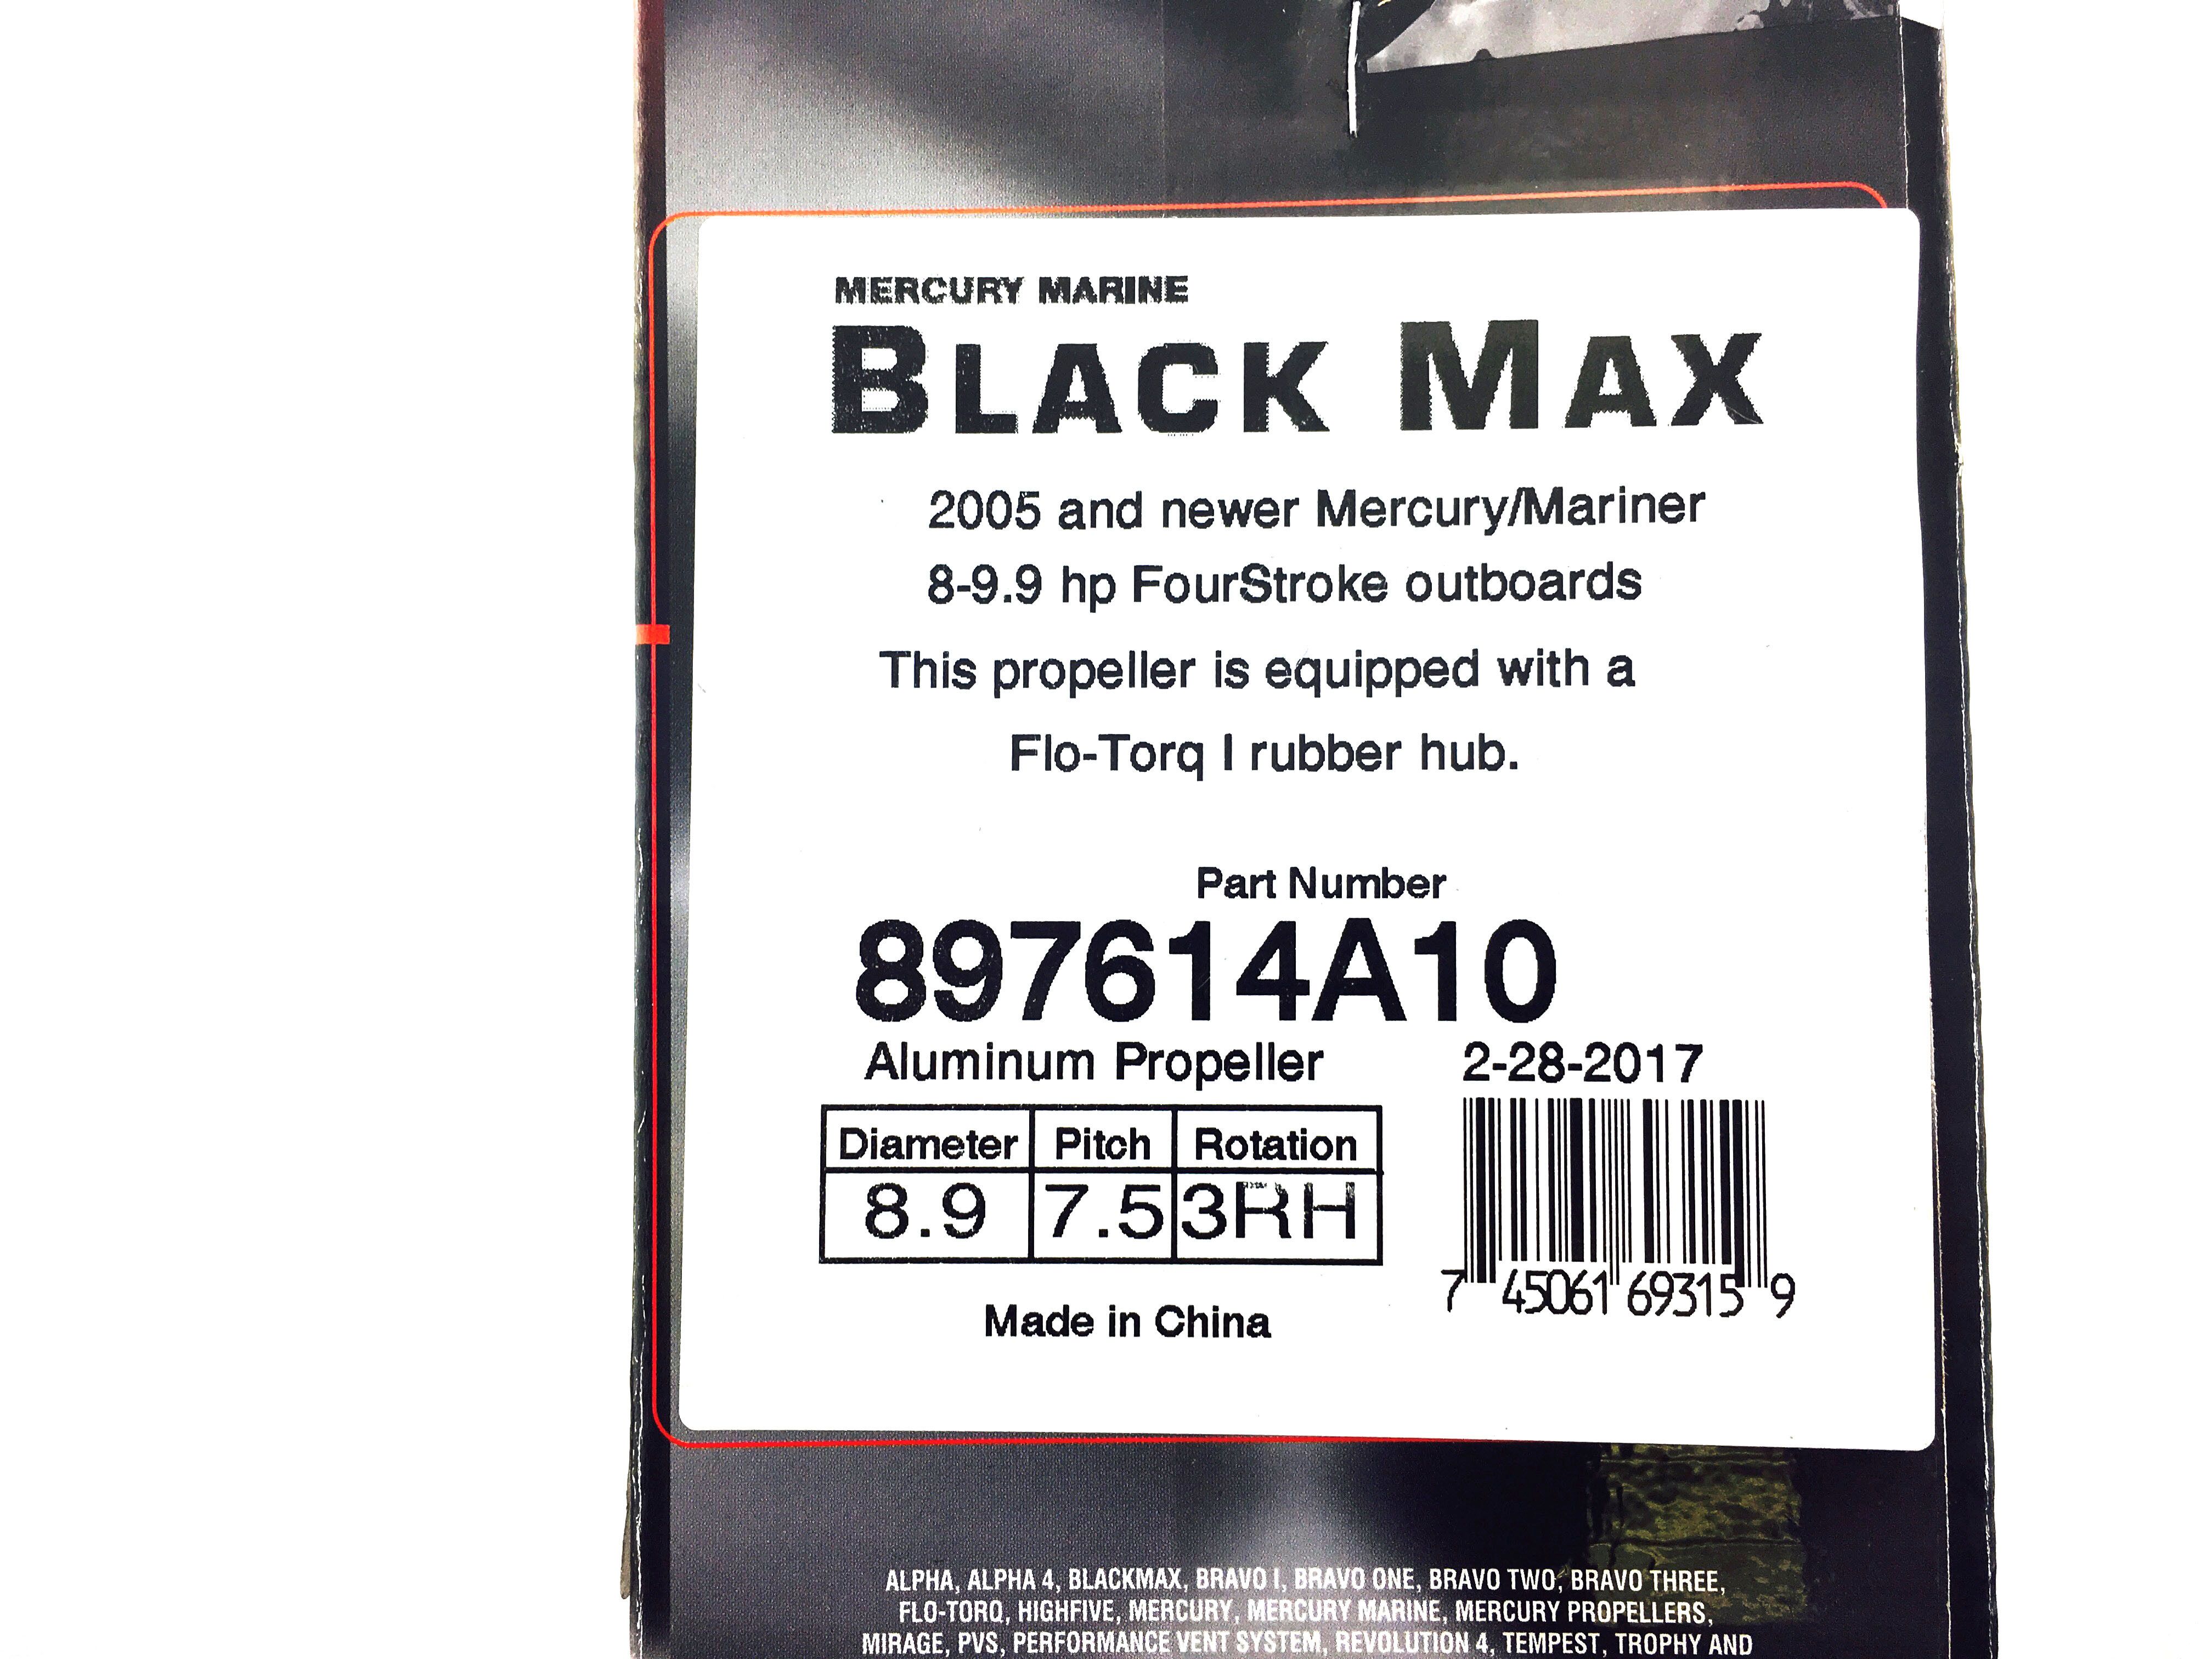 MERCURY MARINE
BLACK MAX
2005 and newer Mercury/Mariner
8-9.9 hp FourStroke outboards
This propeller is equipped with a
Flo-Torq I rubber hub.
Part Number
897614A10
Aluminum Propeller 2-28-2017
Diameter Pitch Rotation
8.9 7.5 3RH
7 45061 69315 9
Made in China
ALPHA, ALPHA 4, BLACKMAX, BRAVO I, BRAVO ONE, BRAVO TWO, BRAVO THREE,
FLO-TORQ, HIGHFIVE, MERCURY, MERCURY MARINE, MERCURY PROPELLERS,
MIRAGE, PVS, PERFORMANCE VENT SYSTEM, REVOLUTION 4, TEMPEST, TROPHY AND